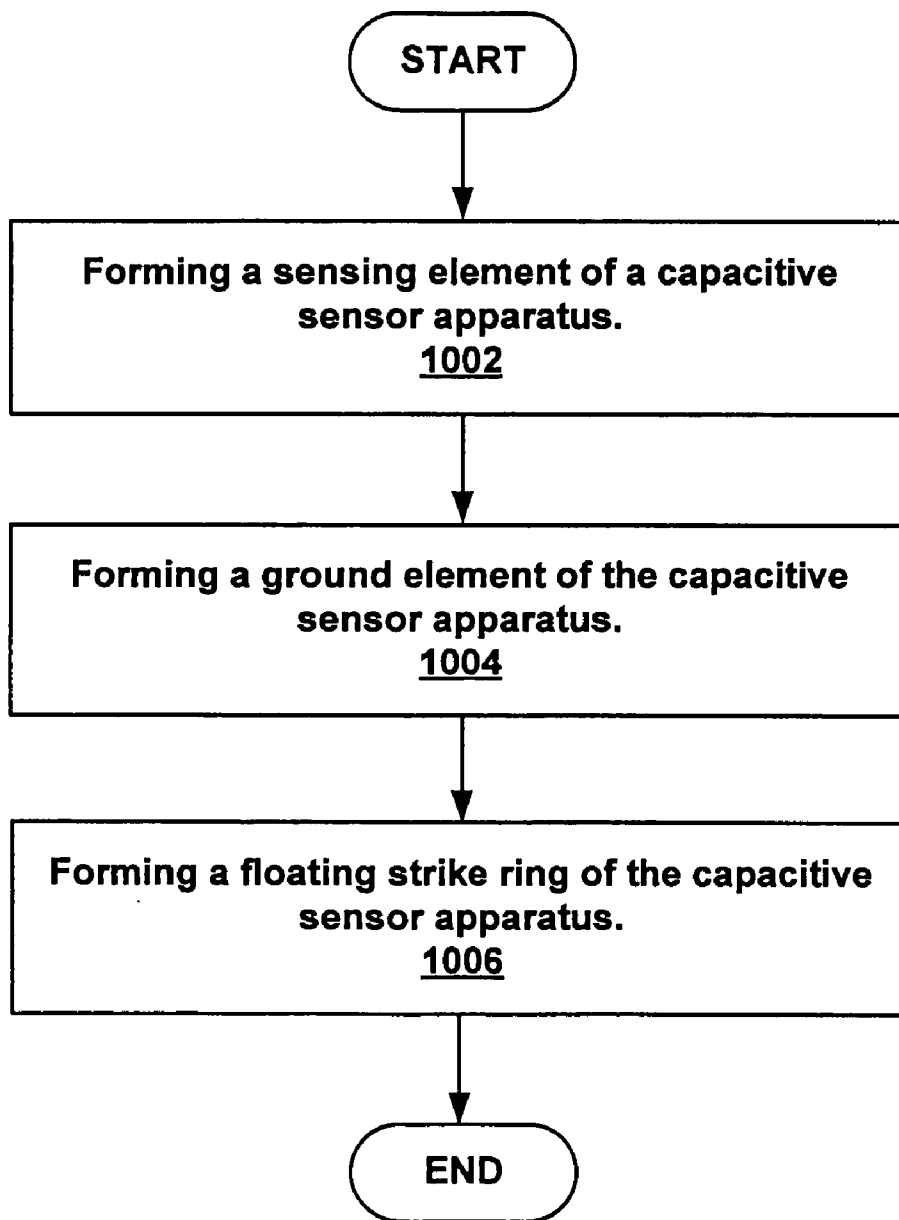 START
Forming a sensing element of a capacitive
sensor apparatus.
1002
Forming a ground element of the capacitive
sensor apparatus.
1004
Forming a floating strike ring of the capacitive
sensor apparatus.
1006
END